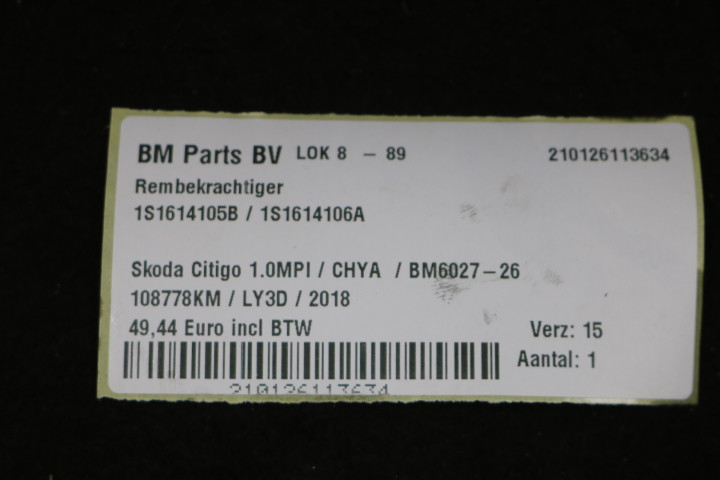 BM Parts BV LOK 8 - 89 210126113634
Rembekrachtiger
1S1614105B / 1S1614106A
Skoda Citigo 1.0MPI / CHYA / BM6027-26
108778KM / LY3D / 2018
49,44 Euro incl BTW Verz: 15
Aantal: 1
210126113634